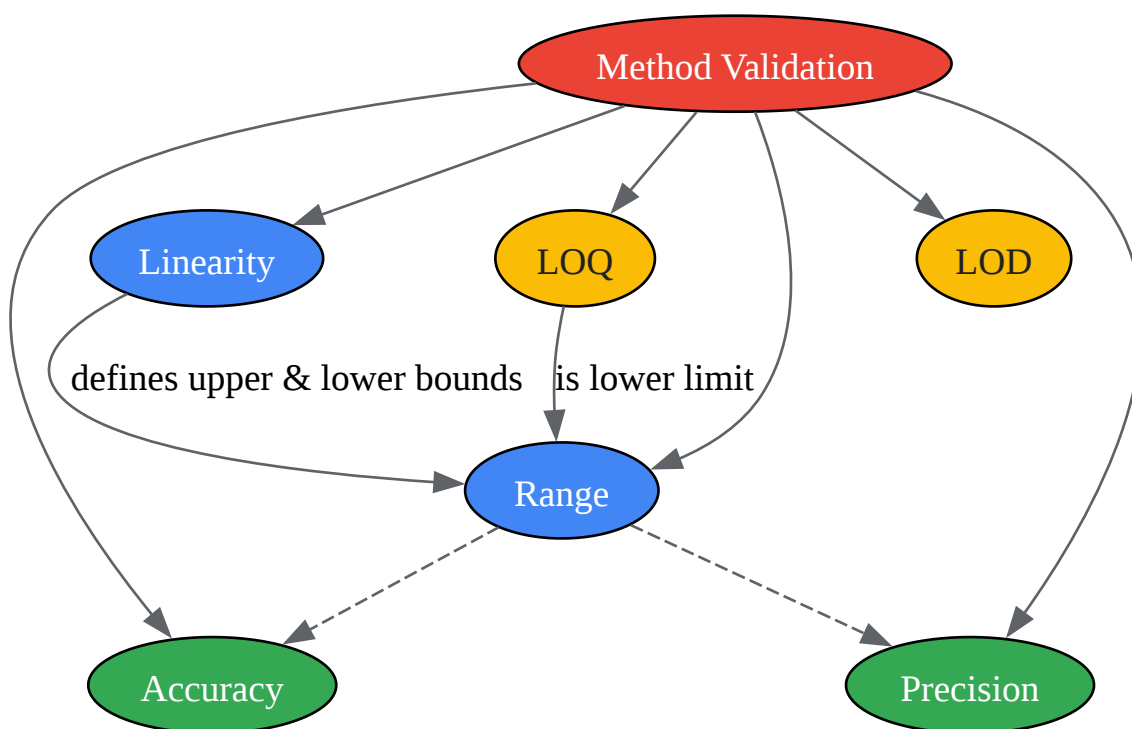 Method Validation
Linearity
LOQ
LOD
defines upper & lower bounds
is lower limit
Range
Accuracy
Precision